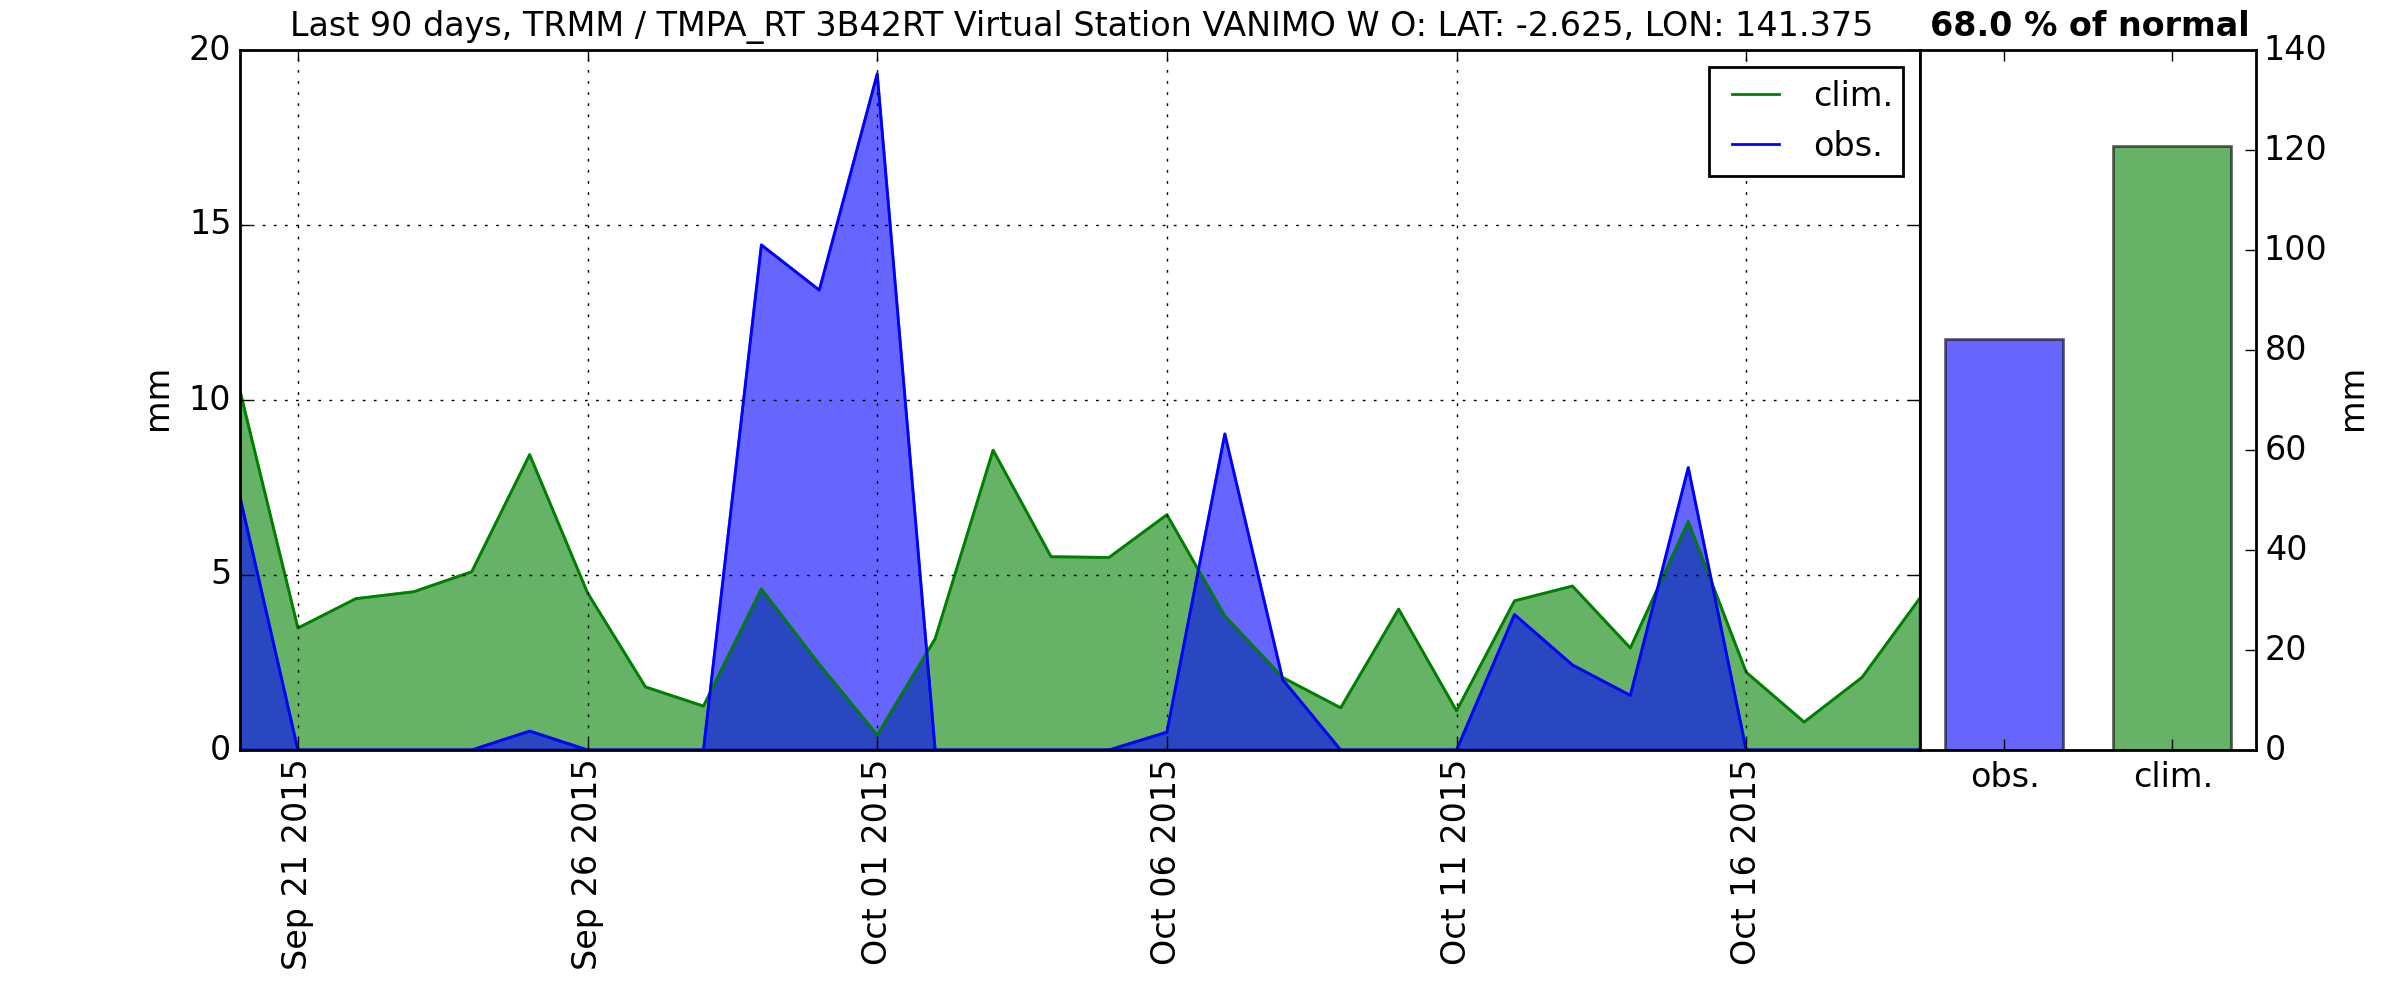 Last 90 days, TRMM / TMPA_RT 3B42RT Virtual Station VANIMO W O: LAT: -2.625, LON: 141.375
68.0 % of normal
20
15
10
5
0
mm
clim.
obs.
Sep 21 2015
Sep 26 2015
Oct 01 2015
Oct 06 2015
Oct 11 2015
Oct 16 2015
obs.
clim.
140
120
100
80
60
40
20
0
mm